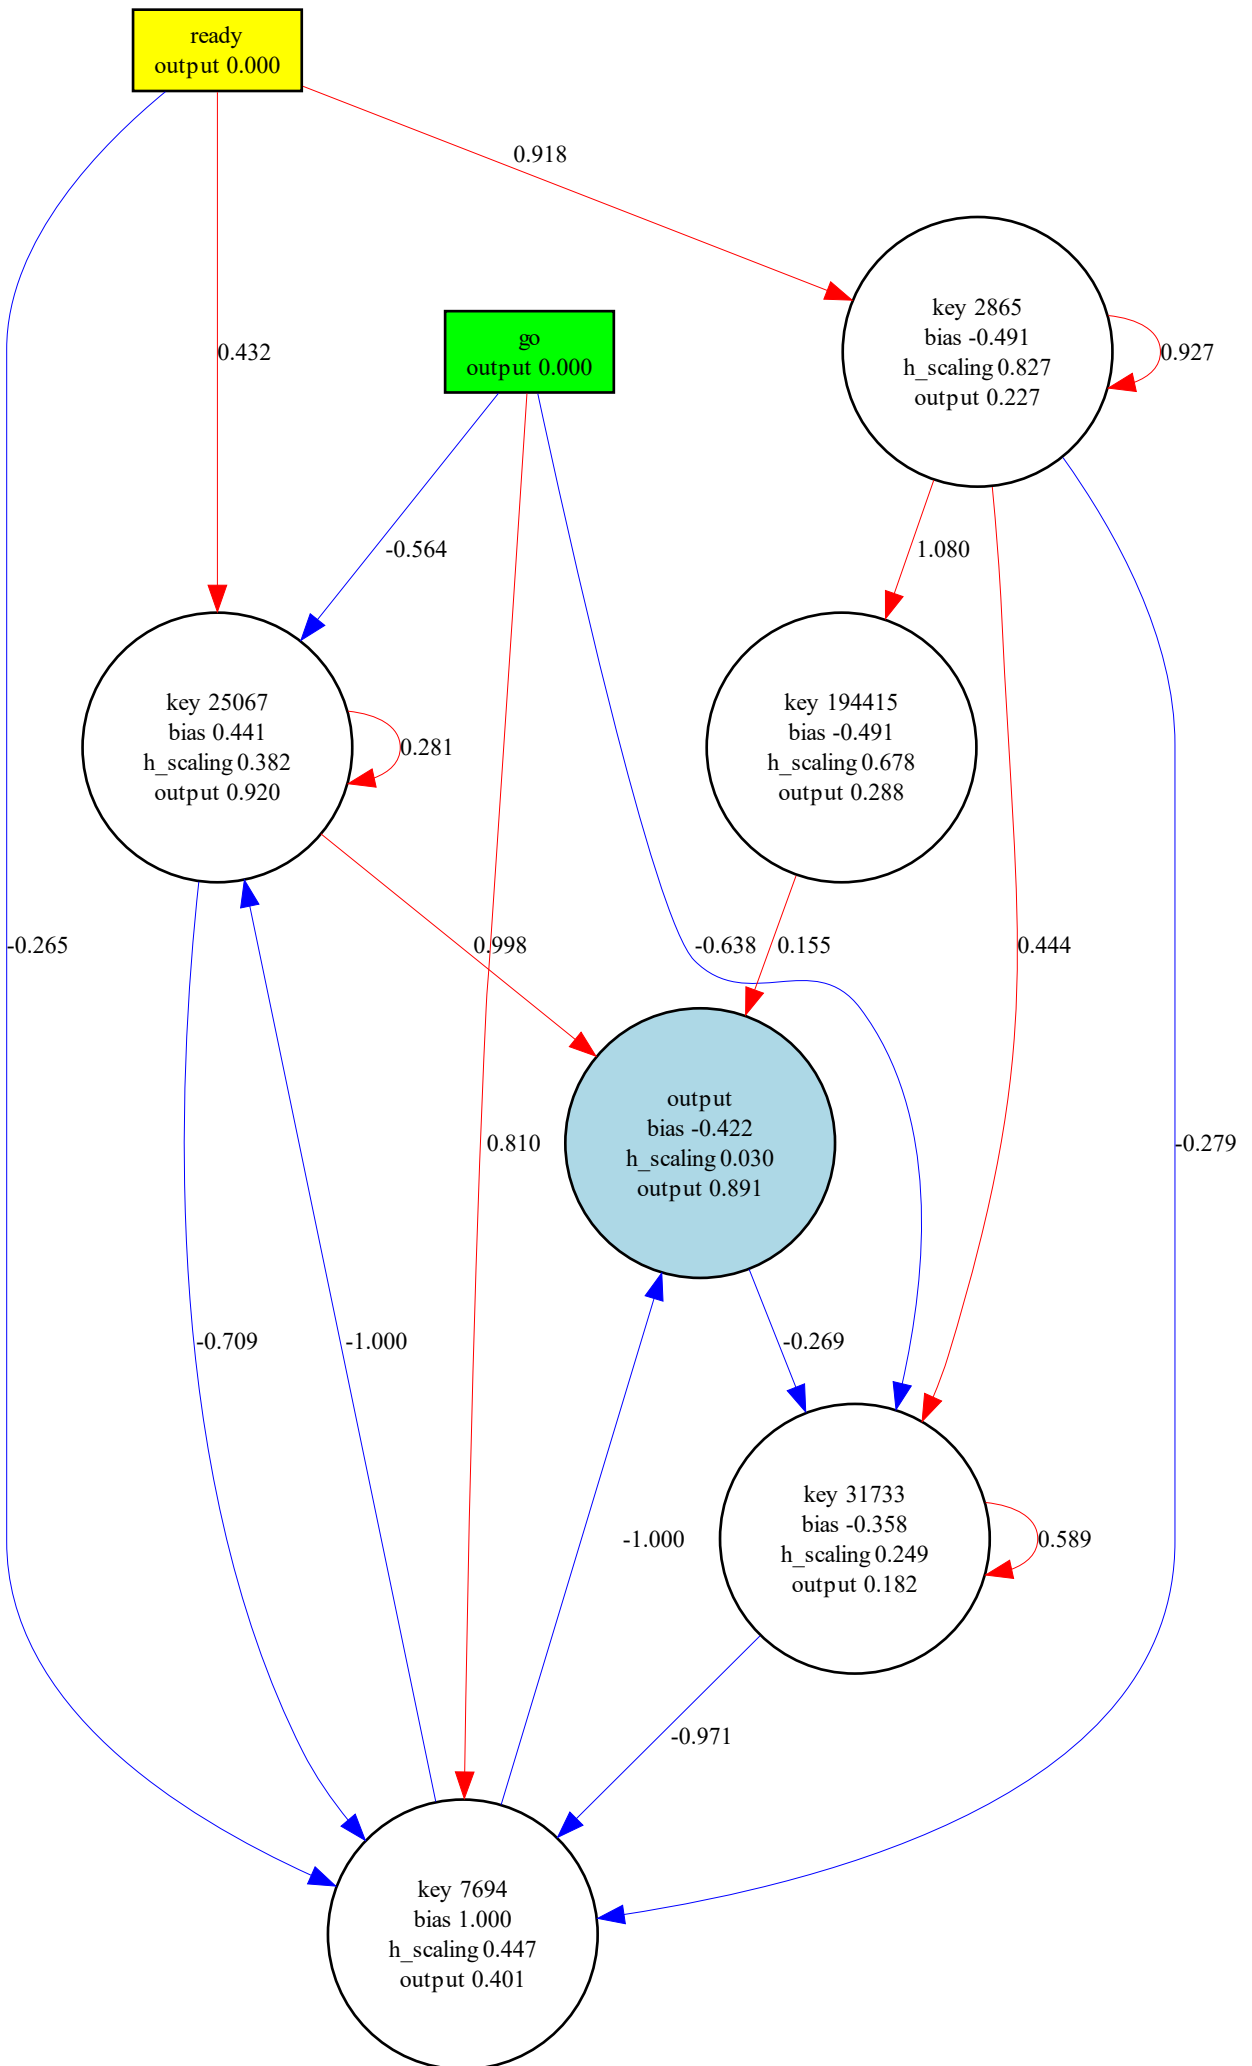 ready
output 0.000
0.918
key 2865
bias -0.491
h_scaling 0.827
output 0.227
0.927
go
output 0.000
0.432
-0.564
1.080
key 25067
bias 0.441
h_scaling 0.382
output 0.920
0.281
key 194415
bias -0.491
h_scaling 0.678
output 0.288
-0.265
0.998
-0.638
0.155
0.444
output
bias -0.422
h_scaling 0.030
output 0.891
0.810
-0.279
-0.709
-1.000
-0.269
-1.000
key 31733
bias -0.358
h_scaling 0.249
output 0.182
0.589
-0.971
key 7694
bias 1.000
h_scaling 0.447
output 0.401